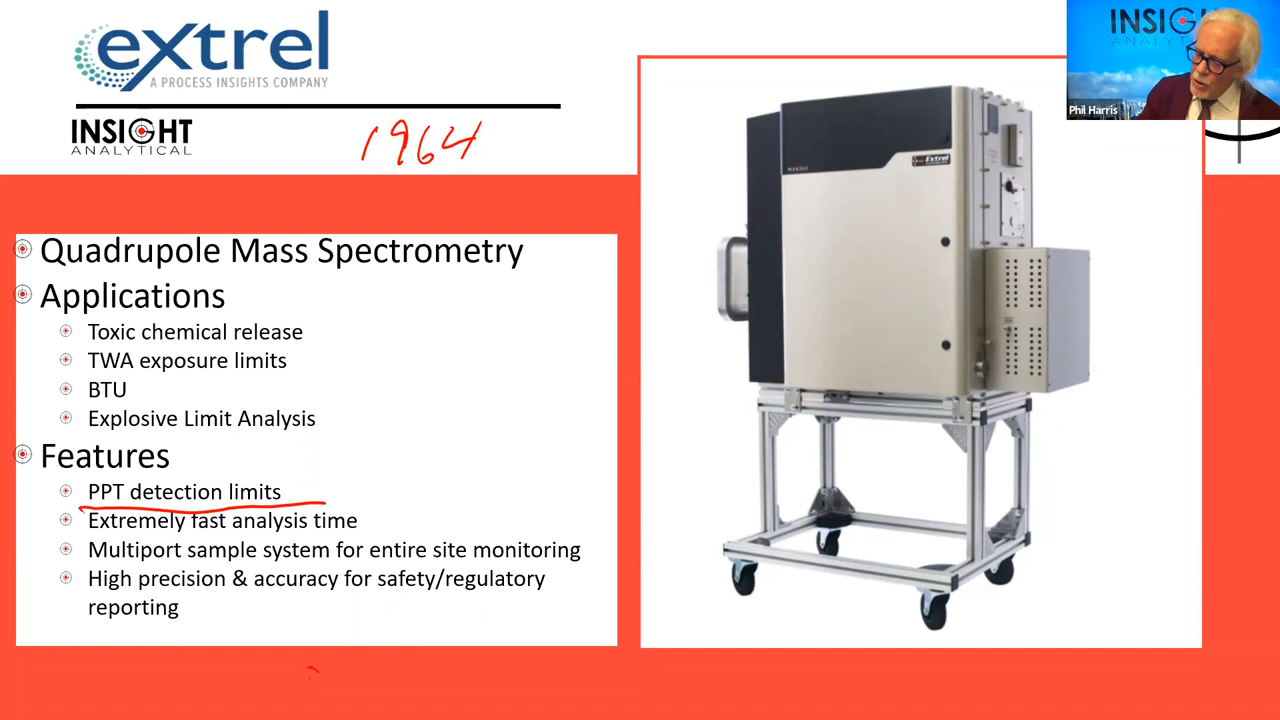 extrel
A PROCESS INSIGHTS COMPANY
INSIGHT
ANALYTICAL
1964
Quadrupole Mass Spectrometry
Applications
Toxic chemical release
TWA exposure limits
BTU
Explosive Limit Analysis
Features
PPT detection limits
Extremely fast analysis time
Multiport sample system for entire site monitoring
High precision & accuracy for safety/regulatory
reporting
Extrel
INSIGHT
ANALYTICAL
Phil Harris